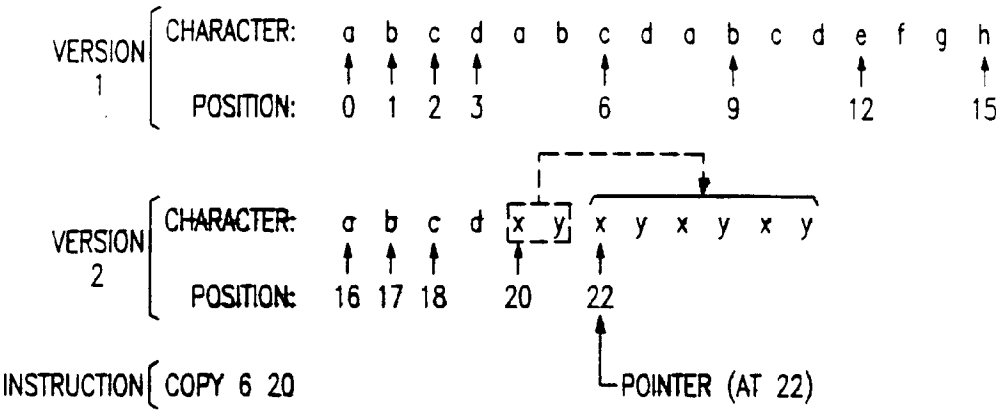 VERSION 1
CHARACTER: a b c d a b c d a b c d e f g h
POSITION: 0 1 2 3 6 9 12 15
VERSION 2
CHARACTER: a b c d x y x y x y x y
POSITION: 16 17 18 20 22
INSTRUCTION COPY 6 20
POINTER (AT 22)